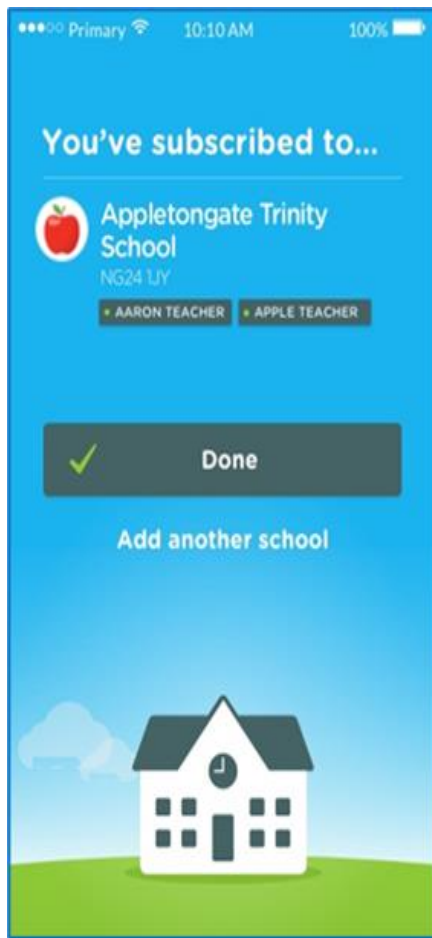 Primary 10:10 AM 100%
You've subscribed to...
Appletongate Trinity
School
NG24 1JY
• AARON TEACHER • APPLE TEACHER
Done
Add another school